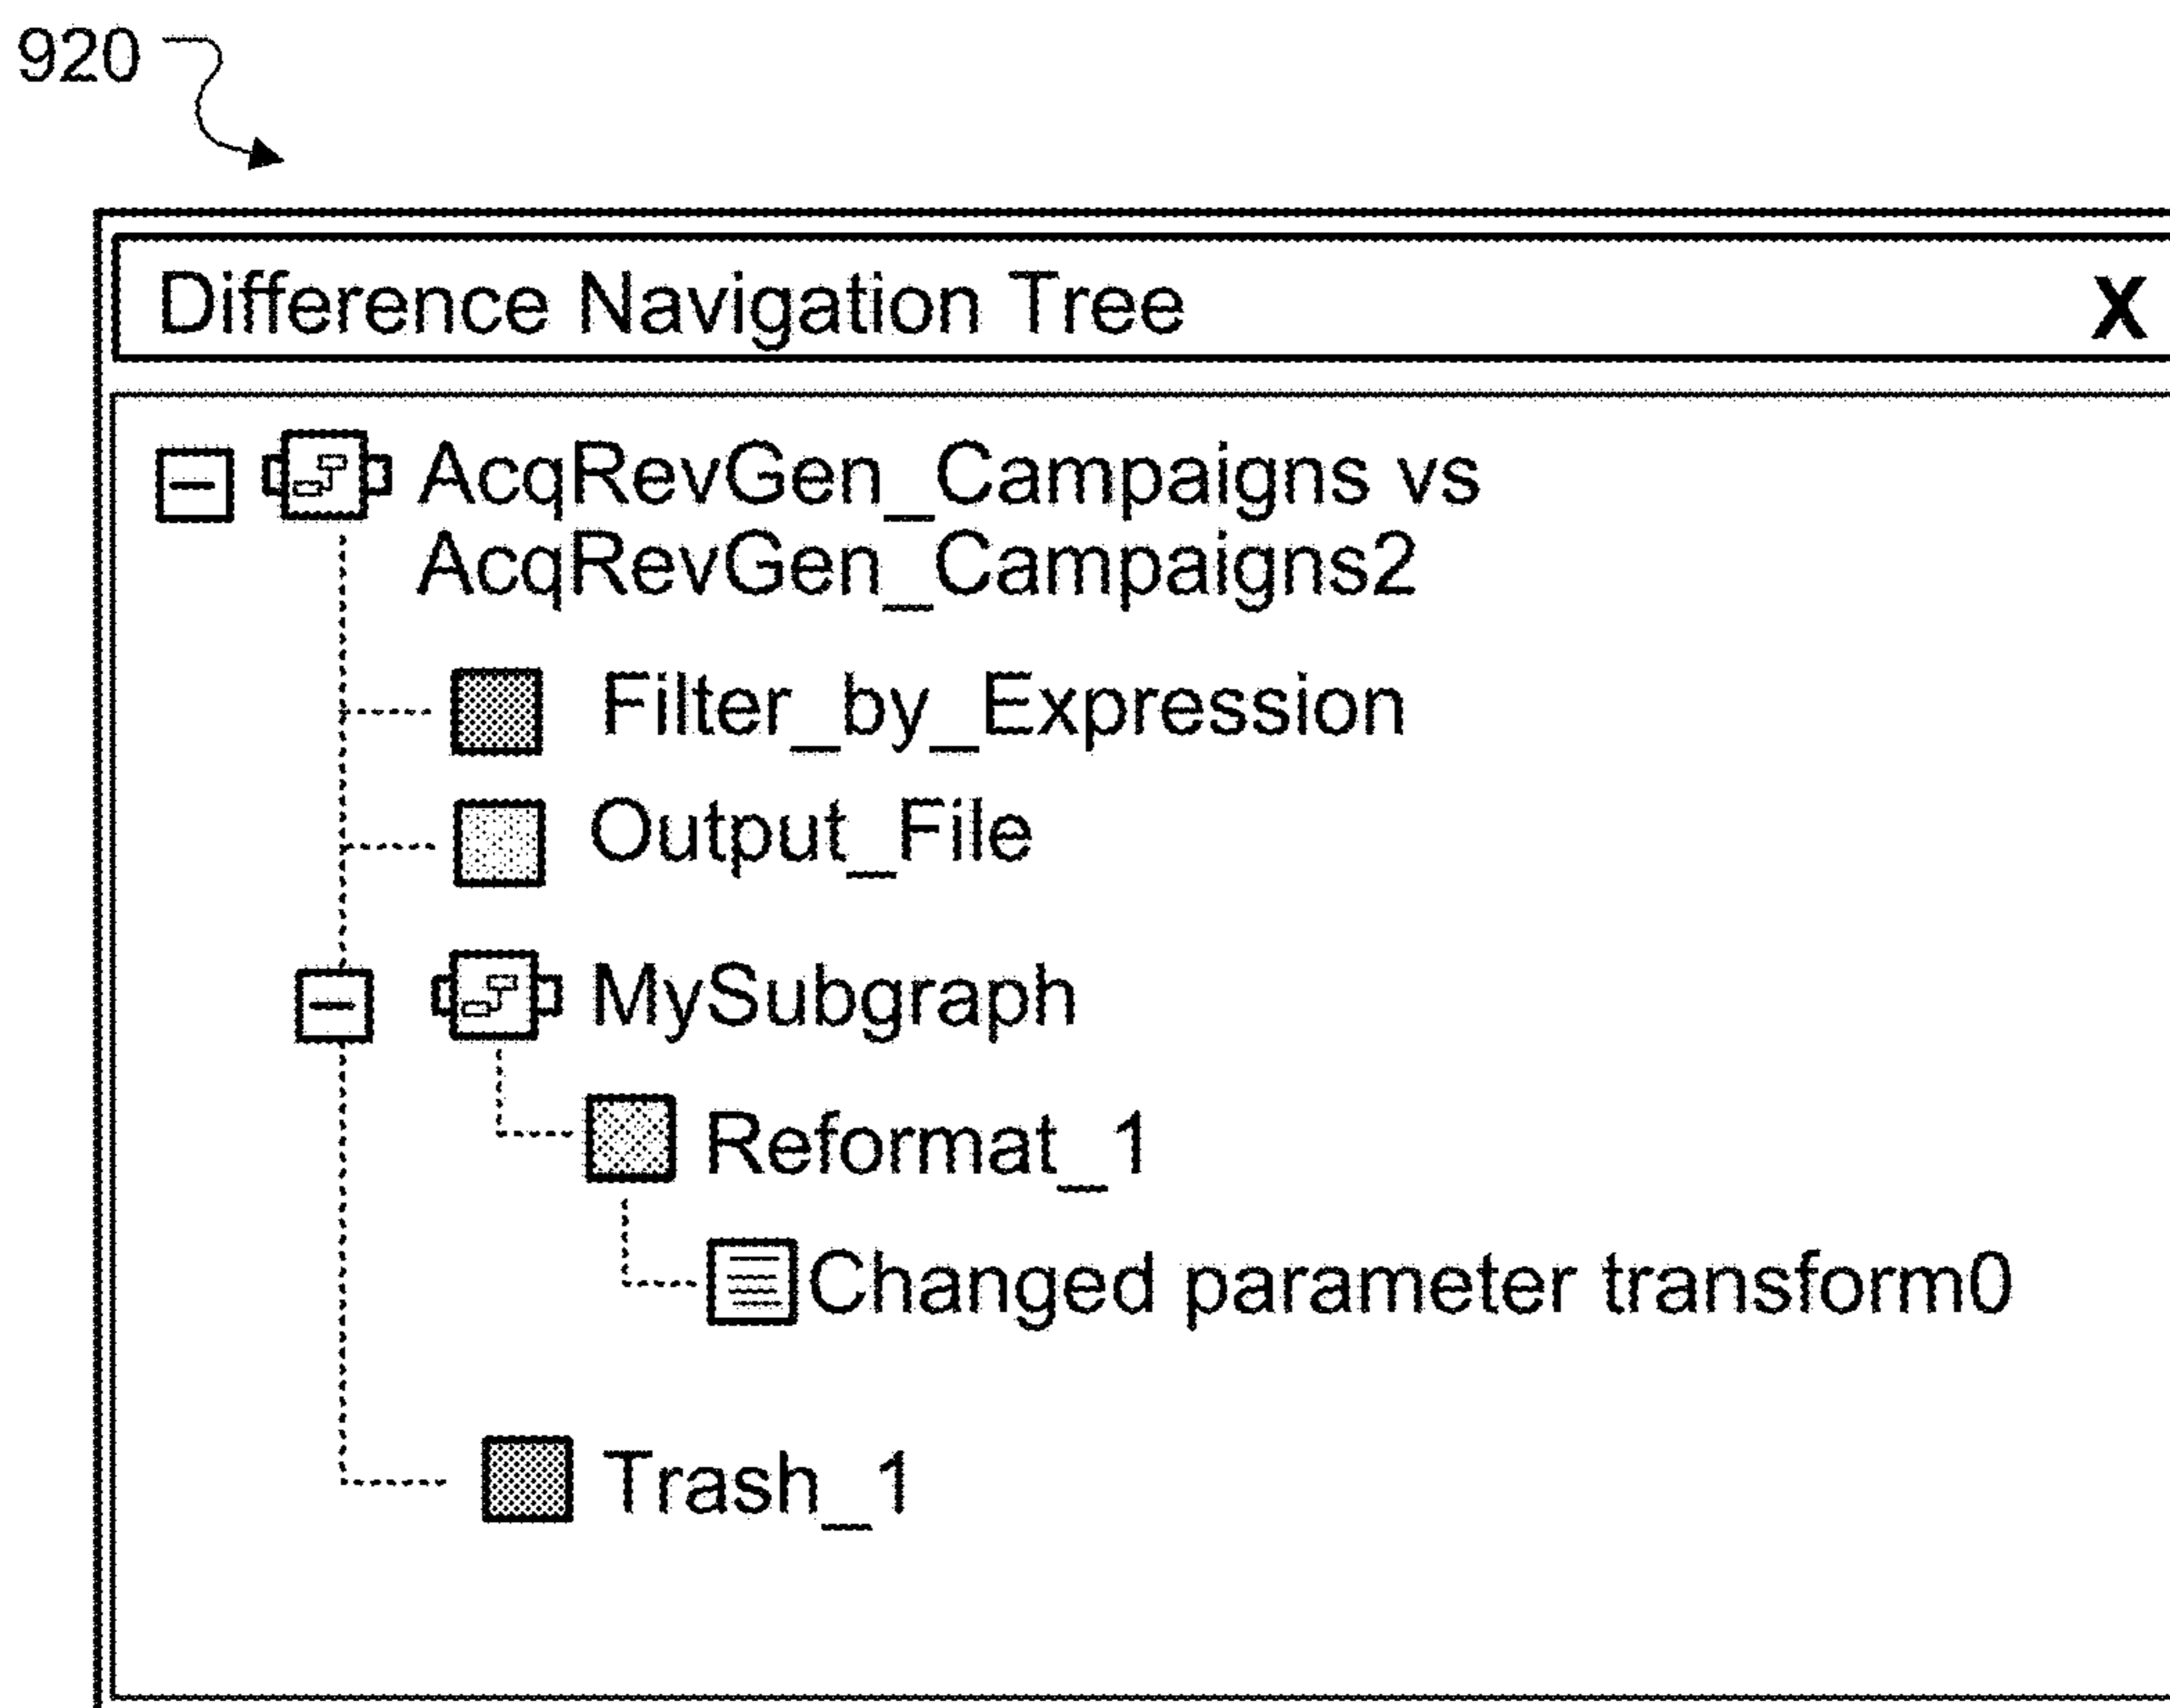 920
Difference Navigation Tree X
AcqRevGen_Campaigns vs
AcqRevGen_Campaigns2
Filter_by_Expression
Output_File
MySubgraph
Reformat_1
Changed parameter transform0
Trash_1